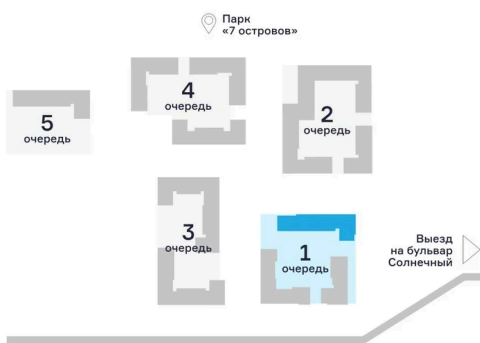 Парк
«7 островов»
4
очередь
2
очередь
5
очередь
3
очередь
1
очередь
Выезд
на бульвар
Солнечный